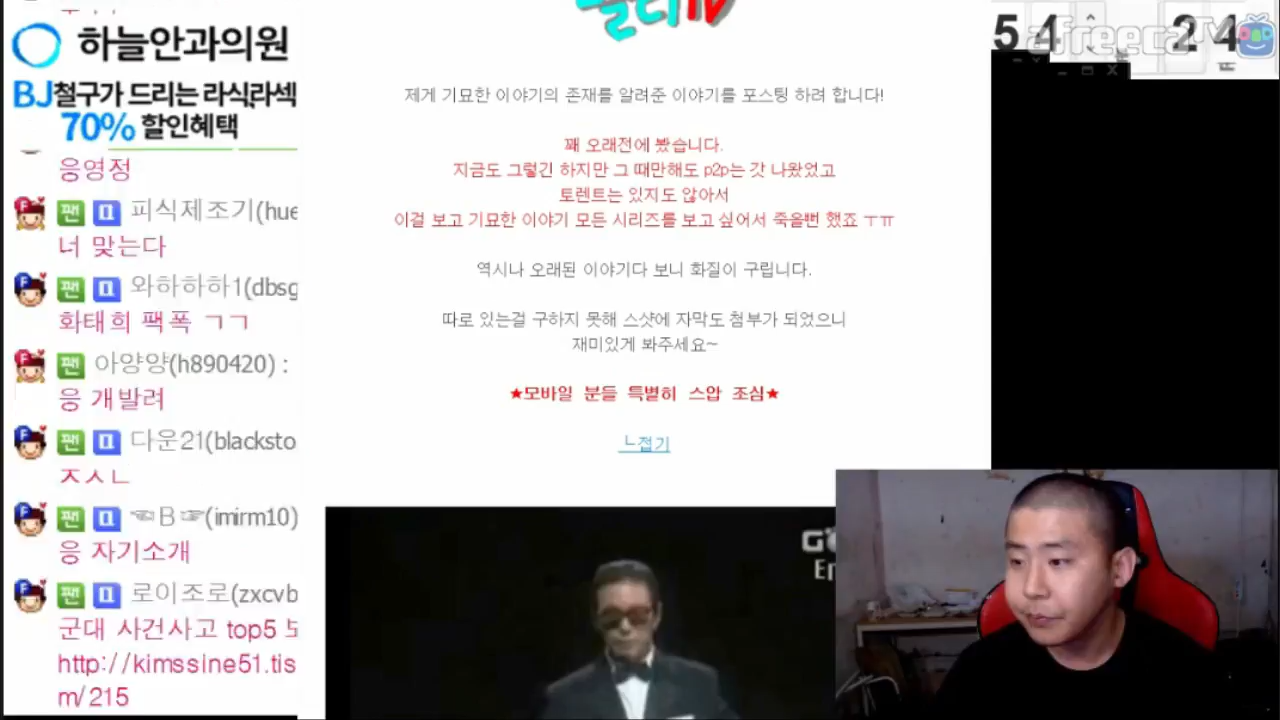 하늘안과의원
BJ철구가 드리는 라식,라섹
70% 할인혜택
응영정
팬 피식제조기(hue
너 맞는다
팬 와하하하1(dbsg
화태희 팩폭 ㄱㄱ
팬 아양양(h890420) :
응 개발려
팬 다운21(blacksto
ㅈㅅㄴ
팬 ☜B☞(imirm10)
응 자기소개
팬 로이조로(zxcvb
군대 사건사고 top5
http://kimssine51.tis
m/215
TV
제게 기묘한 이야기의 존재를 알려준 이야기를 포스팅 하려 합니다!
꽤 오래전에 봤습니다.
지금도 그렇긴 하지만 그 때만해도 p2p는 갓 나왔었고
토렌트는 있지도 않아서
이걸 보고 기묘한 이야기 모든 시리즈를 보고 싶어서 죽을뻔 했죠 ㅜㅠ
역시나 오래된 이야기다 보니 화질이 구립니다.
따로 있는걸 구하지 못해 스샷에 자막도 첨부가 되었으니
재미있게 봐주세요~
★모바일 분들 특별히 스압 조심★
ㄴ접기
54 24
afreecaTV